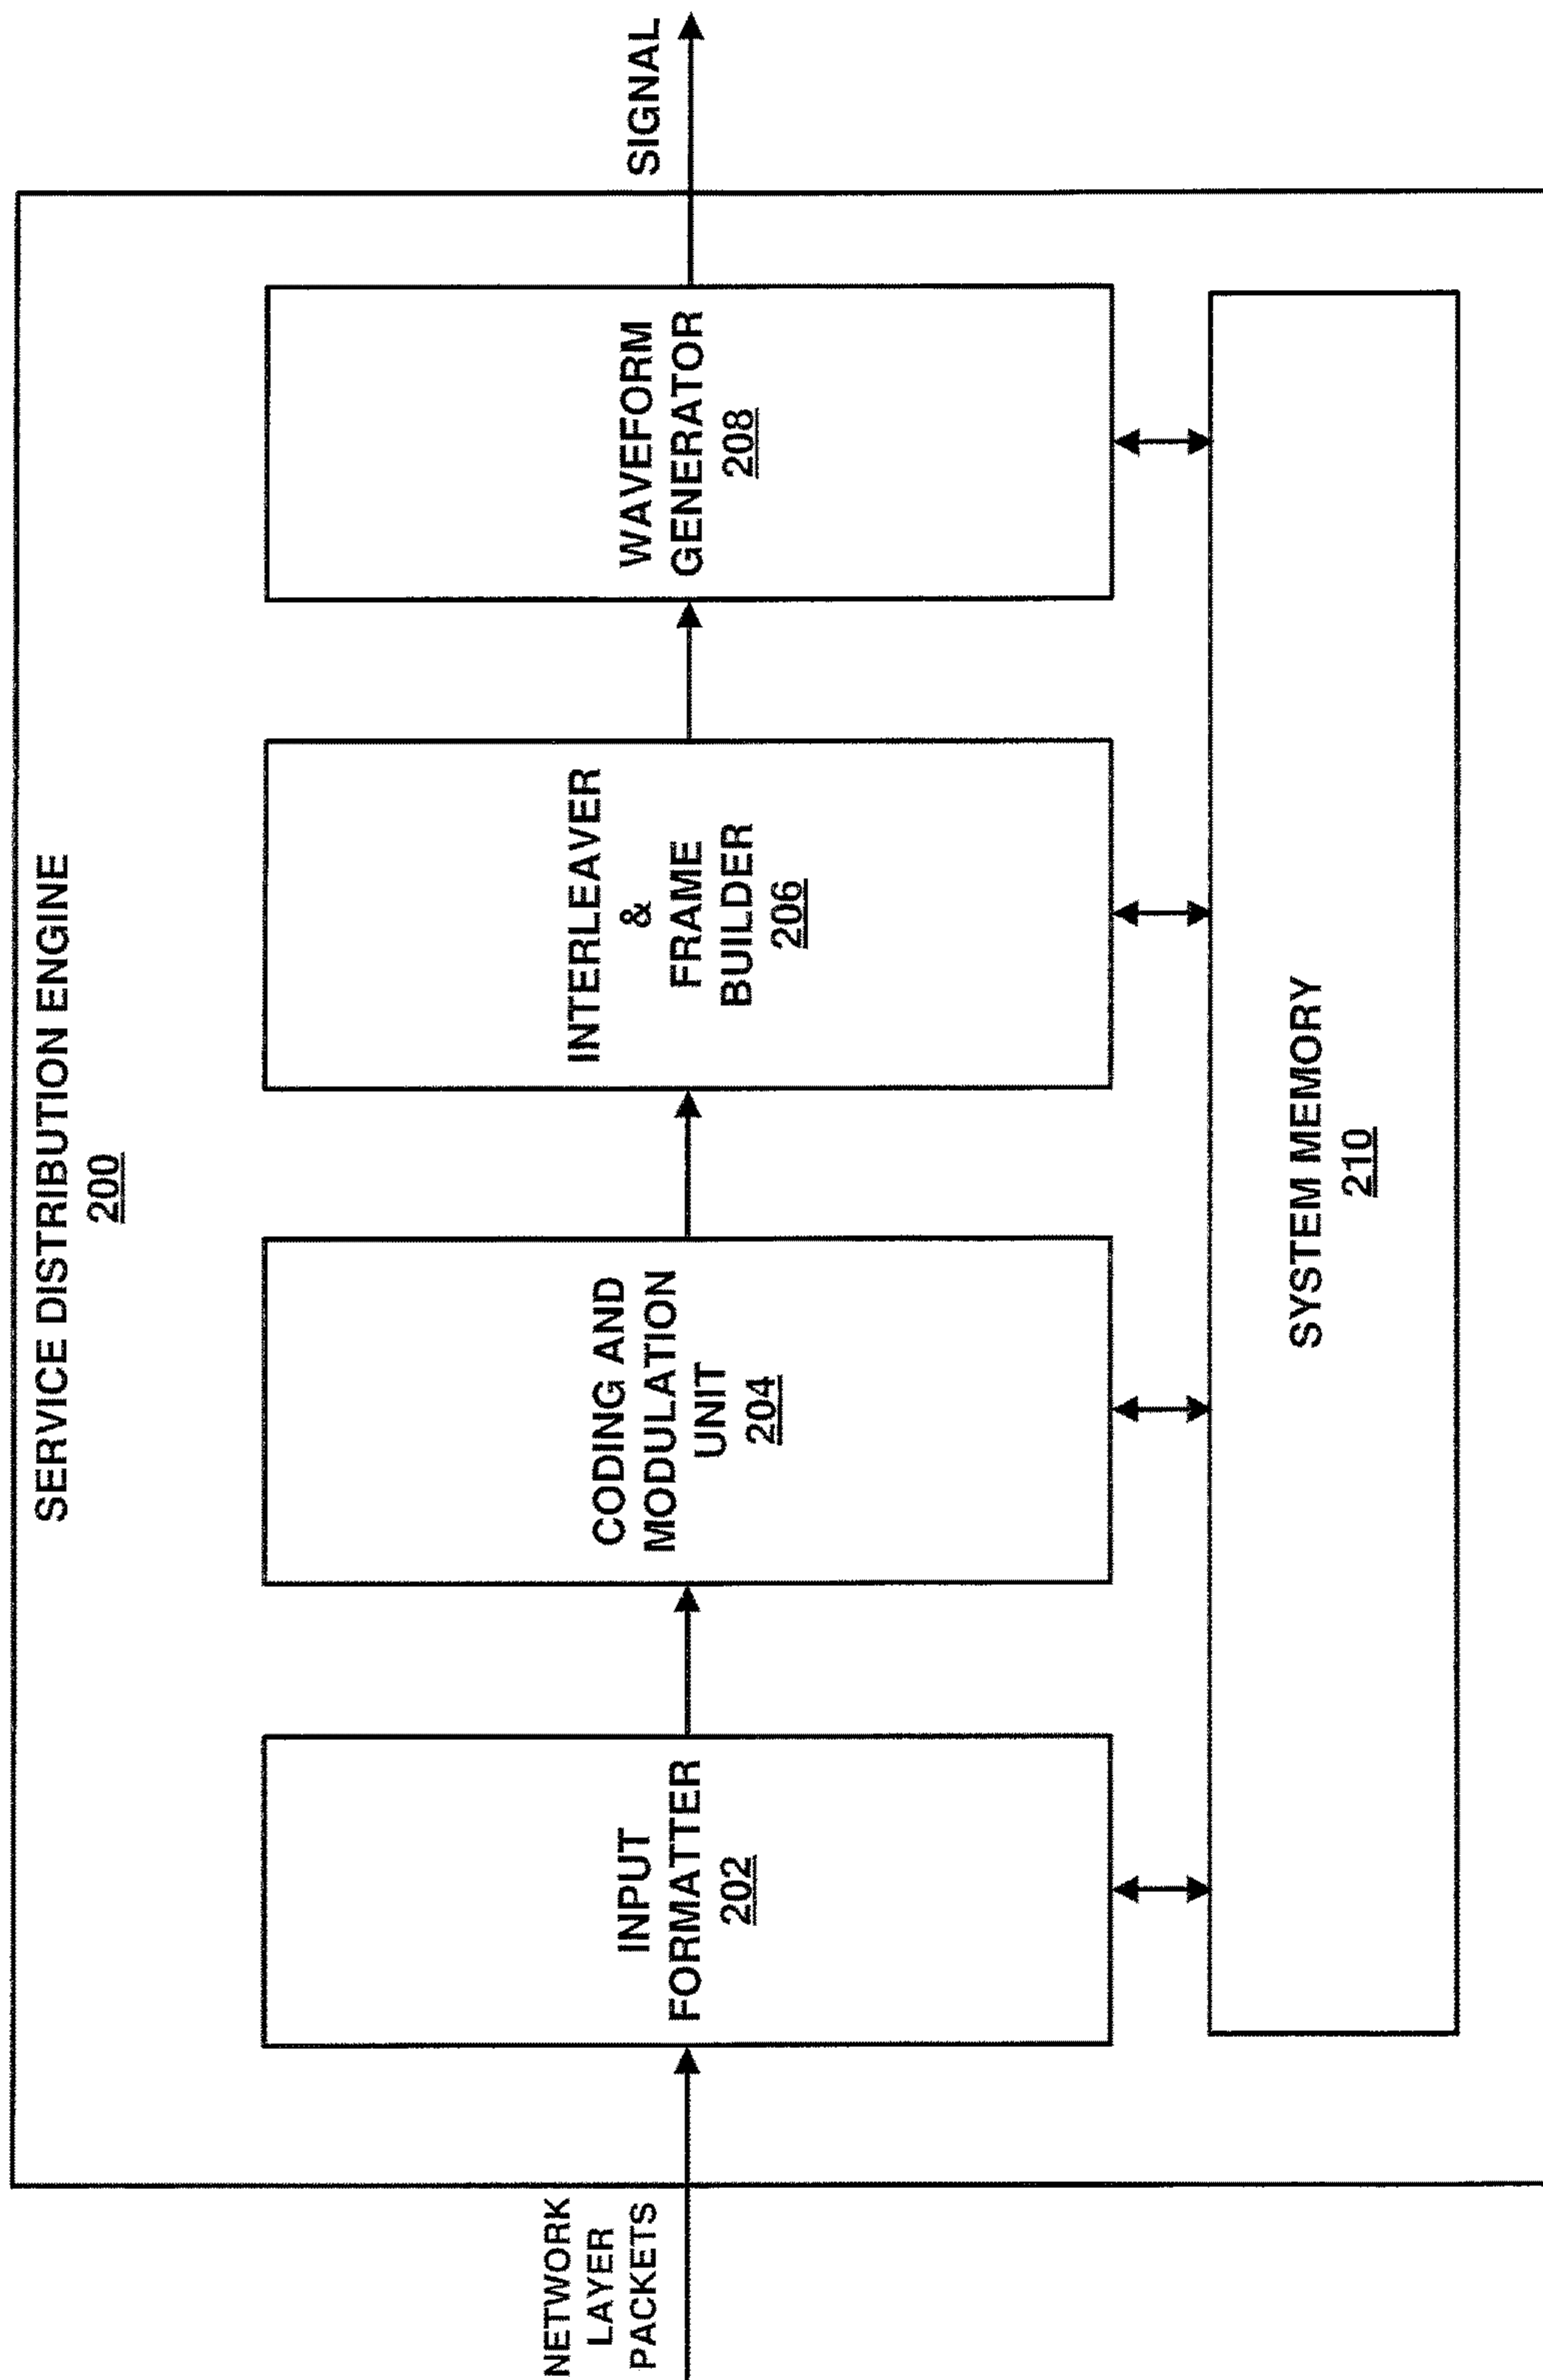 SERVICE DISTRIBUTION ENGINE
200
NETWORK
LAYER
PACKETS
INPUT
FORMATTER
202
CODING AND
MODULATION
UNIT
204
INTERLEAVER
&
FRAME
BUILDER
206
WAVEFORM
GENERATOR
208
SIGNAL
SYSTEM MEMORY
210